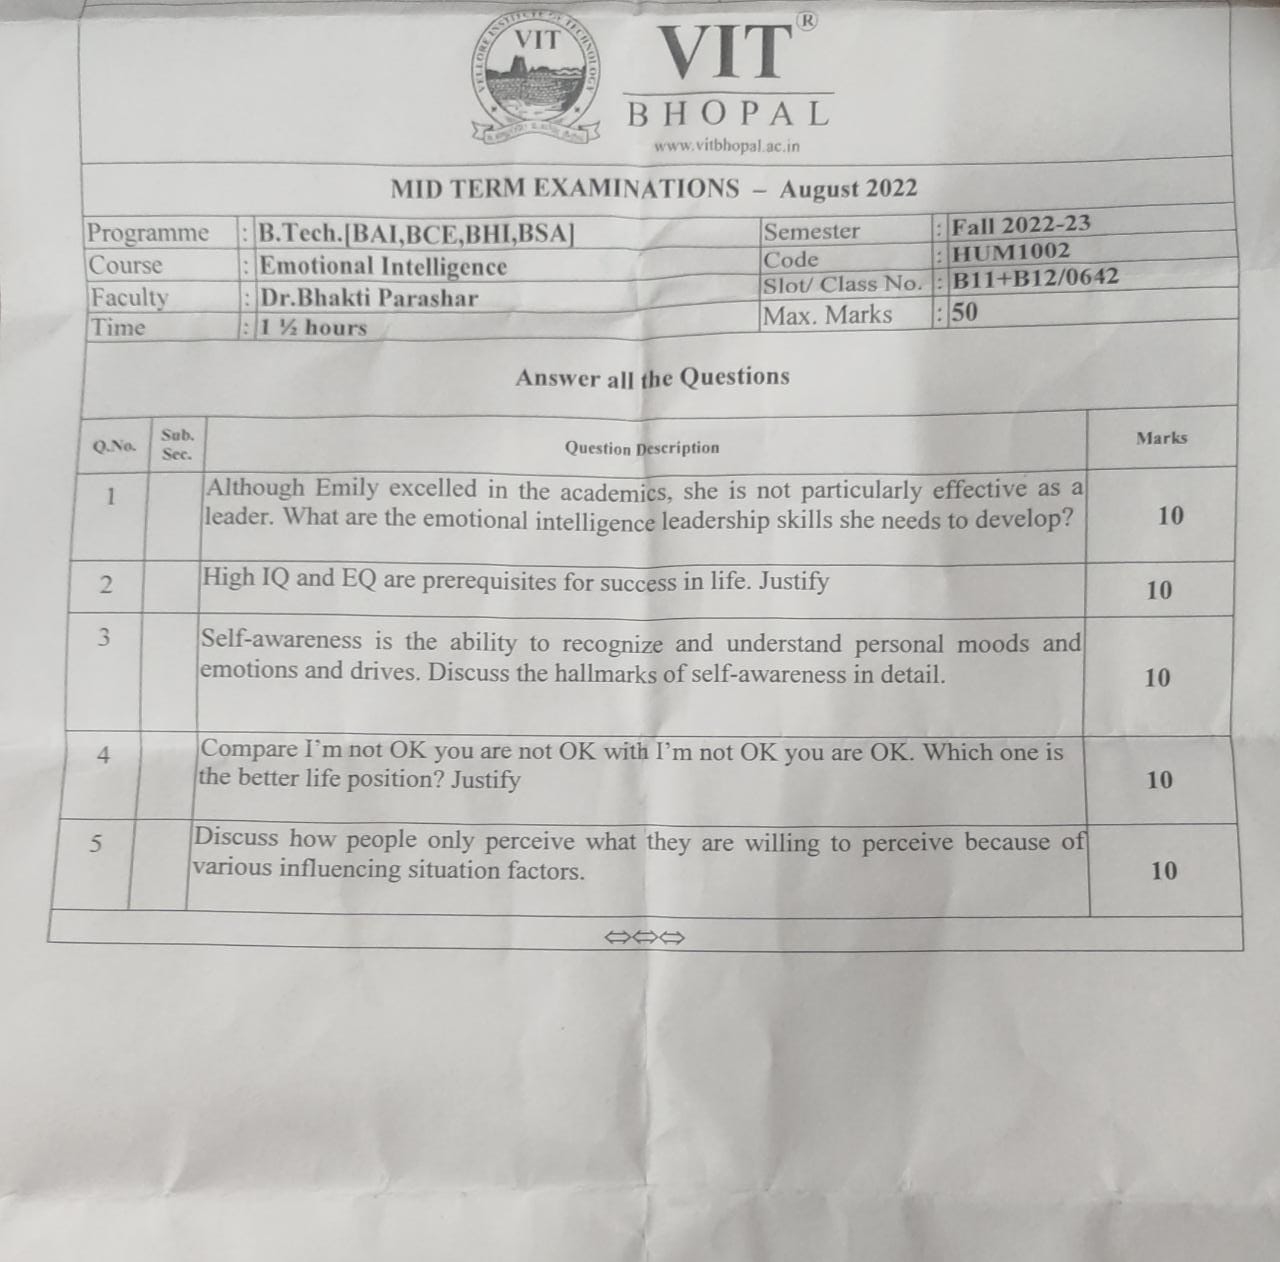 VELLORE INSTITUTE OF TECHNOLOGY
VIT
VIT®
BHOPAL
www.vitbhopal.ac.in
MID TERM EXAMINATIONS – August 2022
Programme : B.Tech.[BAI,BCE,BHI,BSA] Semester : Fall 2022-23
Course : Emotional Intelligence Code : HUM1002
Faculty : Dr.Bhakti Parashar Slot/ Class No. : B11+B12/0642
Time : 1 ½ hours Max. Marks : 50
Answer all the Questions
Q.No. Sub. Sec. Question Description Marks
1 Although Emily excelled in the academics, she is not particularly effective as a
leader. What are the emotional intelligence leadership skills she needs to develop? 10
2 High IQ and EQ are prerequisites for success in life. Justify 10
3 Self-awareness is the ability to recognize and understand personal moods and
emotions and drives. Discuss the hallmarks of self-awareness in detail. 10
4 Compare I'm not OK you are not OK with I'm not OK you are OK. Which one is
the better life position? Justify 10
5 Discuss how people only perceive what they are willing to perceive because of
various influencing situation factors. 10
⇔⇔⇔